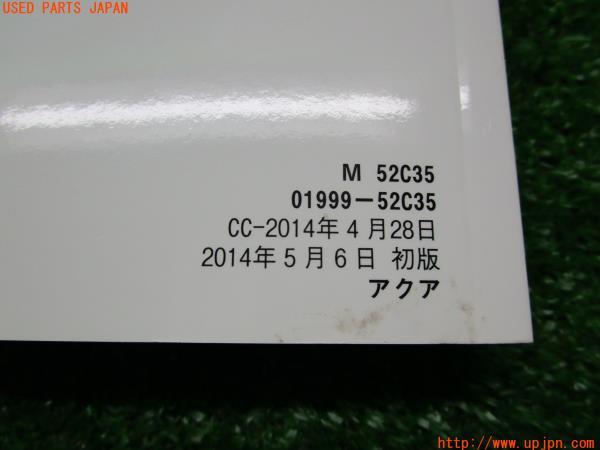 USED PARTS JAPAN
M 52C35
01999-52C35
CC-2014年4月28日
2014年5月6日 初版
アクア
http://www.upjpn.com/